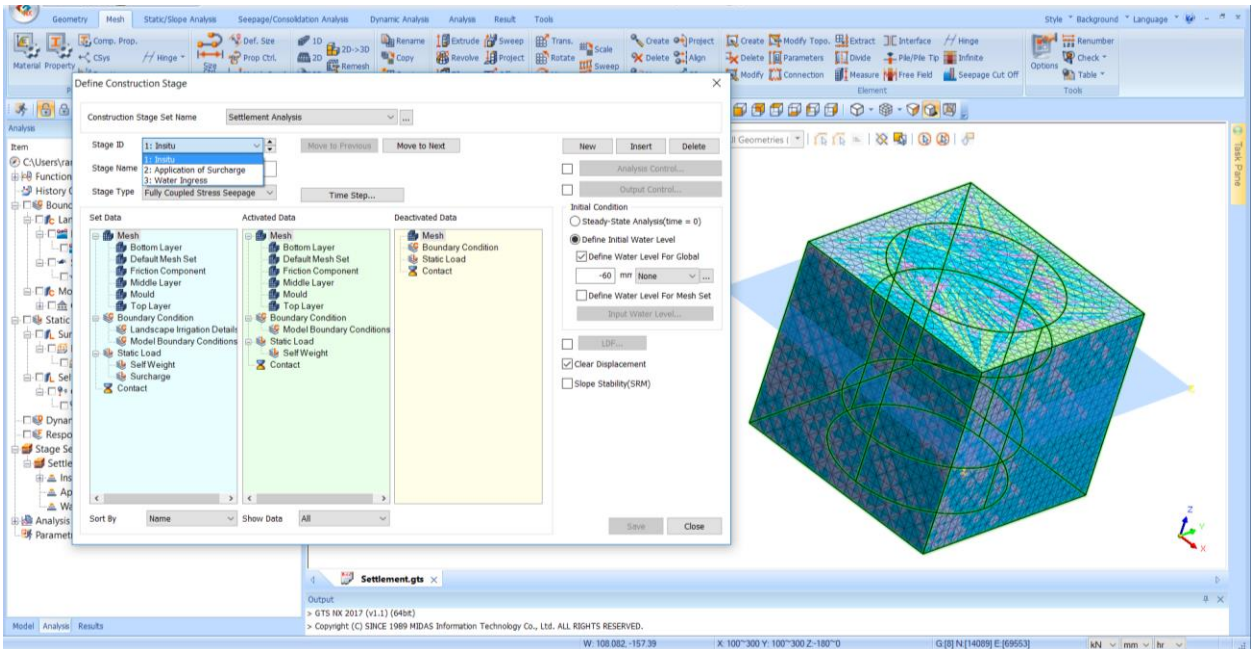 Geometry Mesh Static/Slope Analysis Seepage/Consolidation Analysis Dynamic Analysis Analysis Result Tools Style Background Language
Comp. Prop. Def. Size 1D 2D->3D Rename Extrude Sweep Trans. Scale Create Project Create Modify Topo. Extract Interface Hinge Renumber
Material Property CSys Hinge Prop Ctrl. 2D Remesh Copy Revolve Project Rotate Sweep Delete Align Delete Parameters Divide Pile/Pile Tip Infinite Options Check
Modify Connection Measure Free Field Seepage Cut Off Table
Element Tools
Define Construction Stage
Construction Stage Set Name Settlement Analysis ...
Analysis
Item
C:\Users\ra
Function
History
Bound
Lar
Mo
Static
Sur
Sel
Dynar
Respo
Stage Se
Settle
Ins
Ap
Wa
Analysis
Paramet
Stage ID 1: Insitu Move to Previous Move to Next New Insert Delete
1: Insitu
2: Application of Surcharge
3: Water Ingress
Stage Name
Stage Type Fully Coupled Stress Seepage Time Step...
Analysis Control...
Output Control...
Set Data
Mesh
Bottom Layer
Default Mesh Set
Friction Component
Middle Layer
Mould
Top Layer
Boundary Condition
Landscape Irrigation Details
Model Boundary Conditions
Static Load
Self Weight
Surcharge
Contact
Activated Data
Mesh
Bottom Layer
Default Mesh Set
Friction Component
Middle Layer
Mould
Top Layer
Boundary Condition
Model Boundary Conditions
Static Load
Self Weight
Contact
Deactivated Data
Mesh
Boundary Condition
Static Load
Contact
Initial Condition
Steady-State Analysis(time = 0)
Define Initial Water Level
Define Water Level For Global
-60 mm None ...
Define Water Level For Mesh Set
Input Water Level...
LDF...
Clear Displacement
Slope Stability(SRM)
Sort By Name Show Data All
Save Close
ll Geometries (
Task Pane
Z
Y
X
Settlement.gts
Output
> GTS NX 2017 (v1.1) (64bit)
> Copyright (C) SINCE 1989 MIDAS Information Technology Co., Ltd. ALL RIGHTS RESERVED.
Model Analysis Results
W: 108.082, -157.39 X: 100~300 Y: 100~300 Z:-180~0 G:[8] N:[14089] E:[69553] kN mm hr